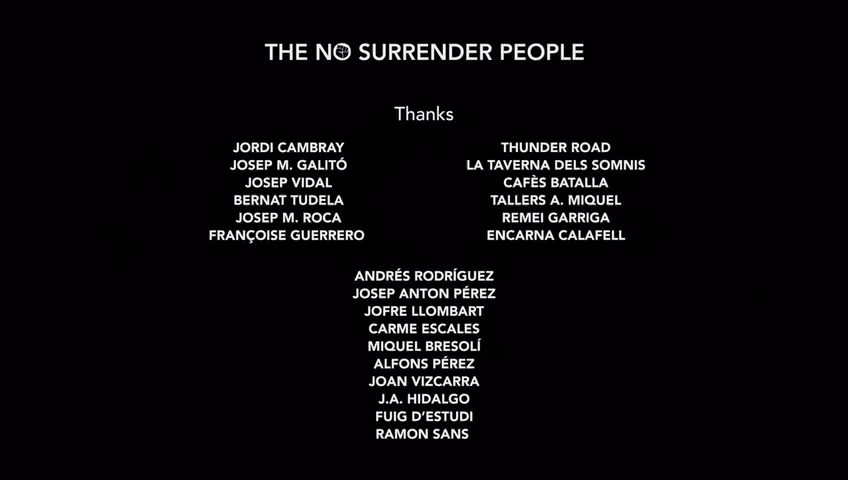 THE NO SURRENDER PEOPLE
Thanks
JORDI CAMBRAY
JOSEP M. GALITÓ
JOSEP VIDAL
BERNAT TUDELA
JOSEP M. ROCA
FRANÇOISE GUERRERO
THUNDER ROAD
LA TAVERNA DELS SOMNIS
CAFÈS BATALLA
TALLERS A. MIQUEL
REMEI GARRIGA
ENCARNA CALAFELL
ANDRÉS RODRÍGUEZ
JOSEP ANTON PÉREZ
JOFRE LLOMBART
CARME ESCALES
MIQUEL BRESOLÍ
ALFONS PÉREZ
JOAN VIZCARRA
J.A. HIDALGO
FUIG D’ESTUDI
RAMON SANS